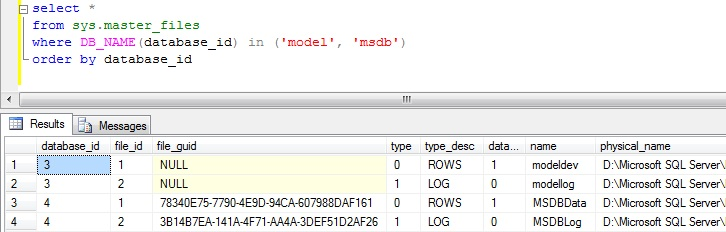 select *
from sys.master_files
where DB_NAME(database_id) in ('model', 'msdb')
order by database_id
Results Messages
database_id file_id file_guid type type_desc data... name physical_name
1 3 1 NULL 0 ROWS 1 modeldev D:\Microsoft SQL Server\
2 3 2 NULL 1 LOG 0 modellog D:\Microsoft SQL Server\
3 4 1 78340E75-7790-4E9D-94CA-607988DAF161 0 ROWS 1 MSDBData D:\Microsoft SQL Server\
4 4 2 3B14B7EA-141A-4F71-AA4A-3DEF51D2AF26 1 LOG 0 MSDBLog D:\Microsoft SQL Server\